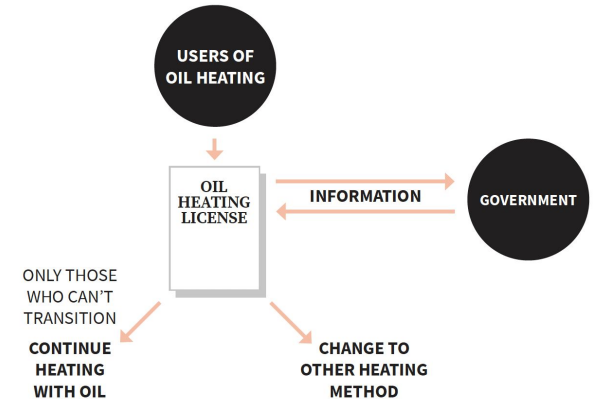 USERS OF
OIL HEATING
OIL
HEATING
LICENSE
INFORMATION
GOVERNMENT
ONLY THOSE
WHO CAN’T
TRANSITION
CONTINUE
HEATING
WITH OIL
CHANGE TO
OTHER HEATING
METHOD